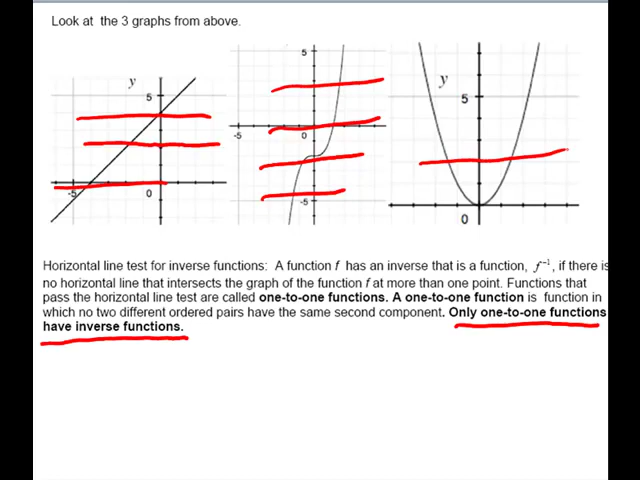 Look at the 3 graphs from above.
y
5
-5
0
5
-5
0
-5
y
5
0
Horizontal line test for inverse functions: A function f has an inverse that is a function, f⁻¹, if there is
no horizontal line that intersects the graph of the function f at more than one point. Functions that
pass the horizontal line test are called one-to-one functions. A one-to-one function is function in
which no two different ordered pairs have the same second component. Only one-to-one functions
have inverse functions.